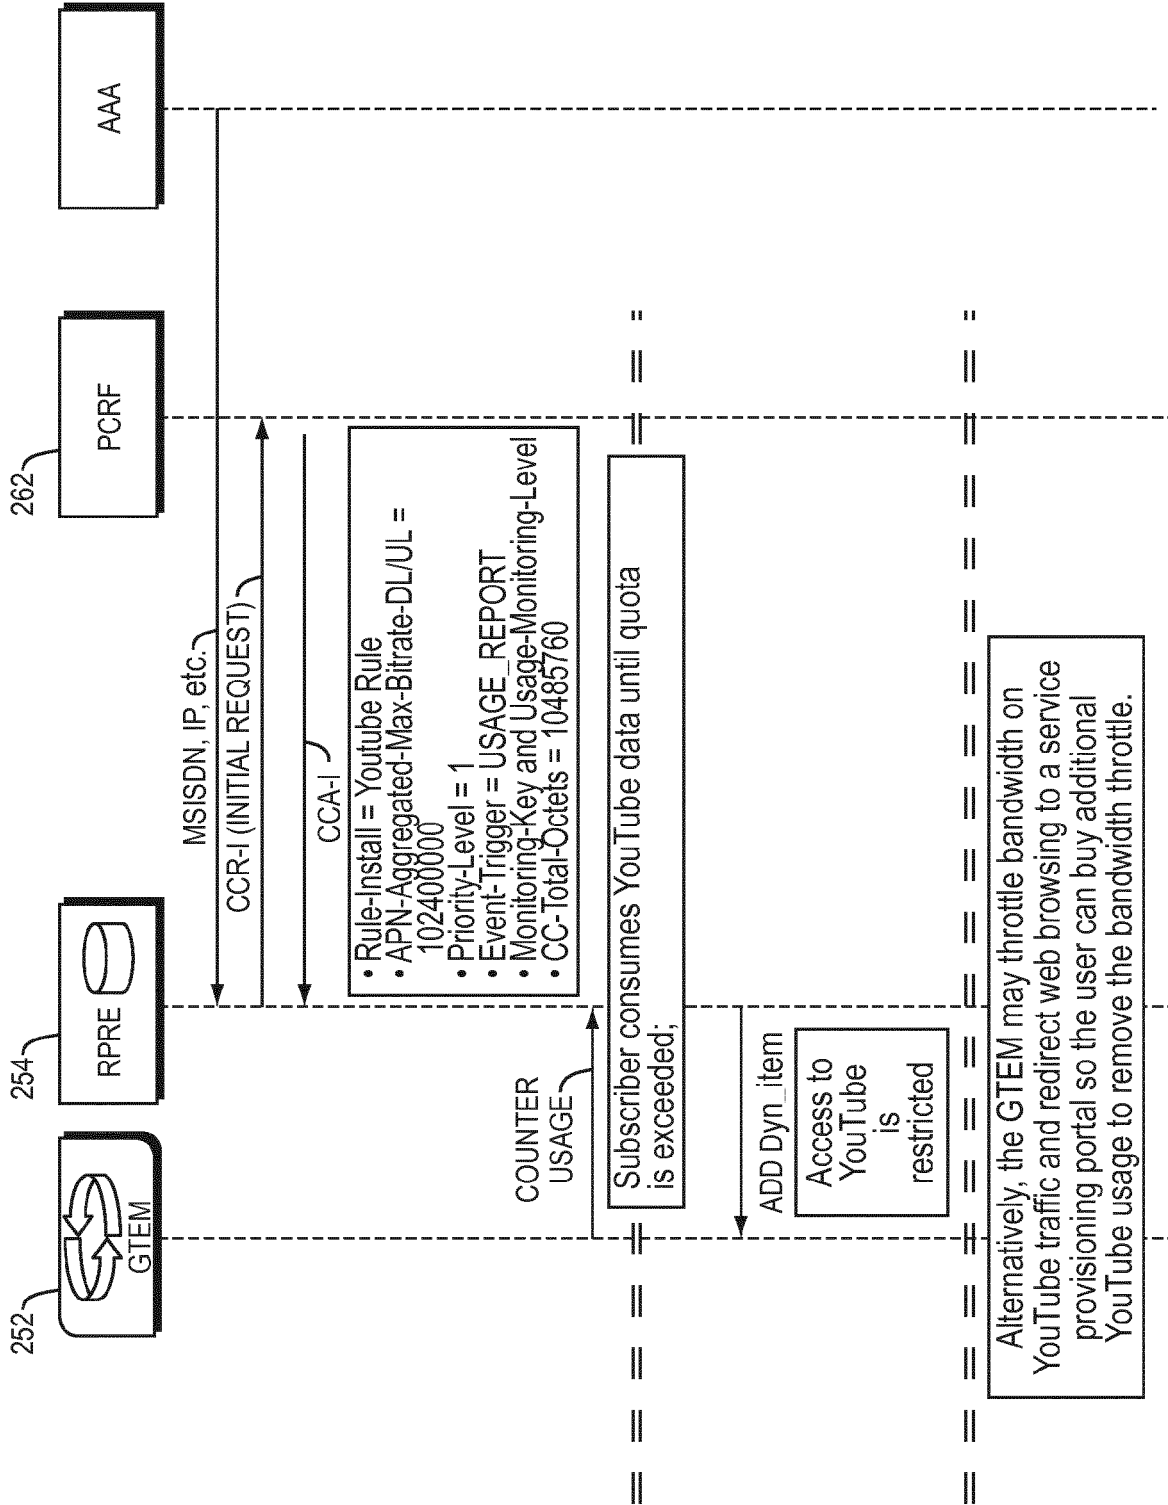 252
254
262
GTEM
RPRE
PCRF
AAA
MSISDN, IP, etc.
CCR-I (INITIAL REQUEST)
CCA-I
• Rule-Install = Youtube Rule
• APN-Aggregated-Max-Bitrate-DL/UL =
102400000
• Priority-Level = 1
• Event-Trigger = USAGE_REPORT
• Monitoring-Key and Usage-Monitoring-Level
• CC-Total-Octets = 10485760
COUNTER
USAGE
Subscriber consumes YouTube data until quota
is exceeded;
ADD Dyn_item
Access to
YouTube
is
restricted
Alternatively, the GTEM may throttle bandwidth on
YouTube traffic and redirect web browsing to a service
provisioning portal so the user can buy additional
YouTube usage to remove the bandwidth throttle.